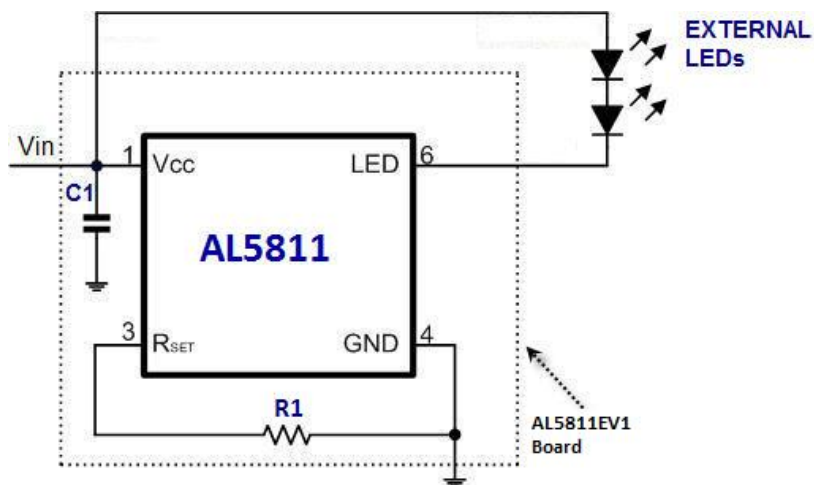 EXTERNAL
LEDs
Vin
1
Vcc
LED
6
C1
AL5811
3
RSET
GND
4
R1
AL5811EV1
Board